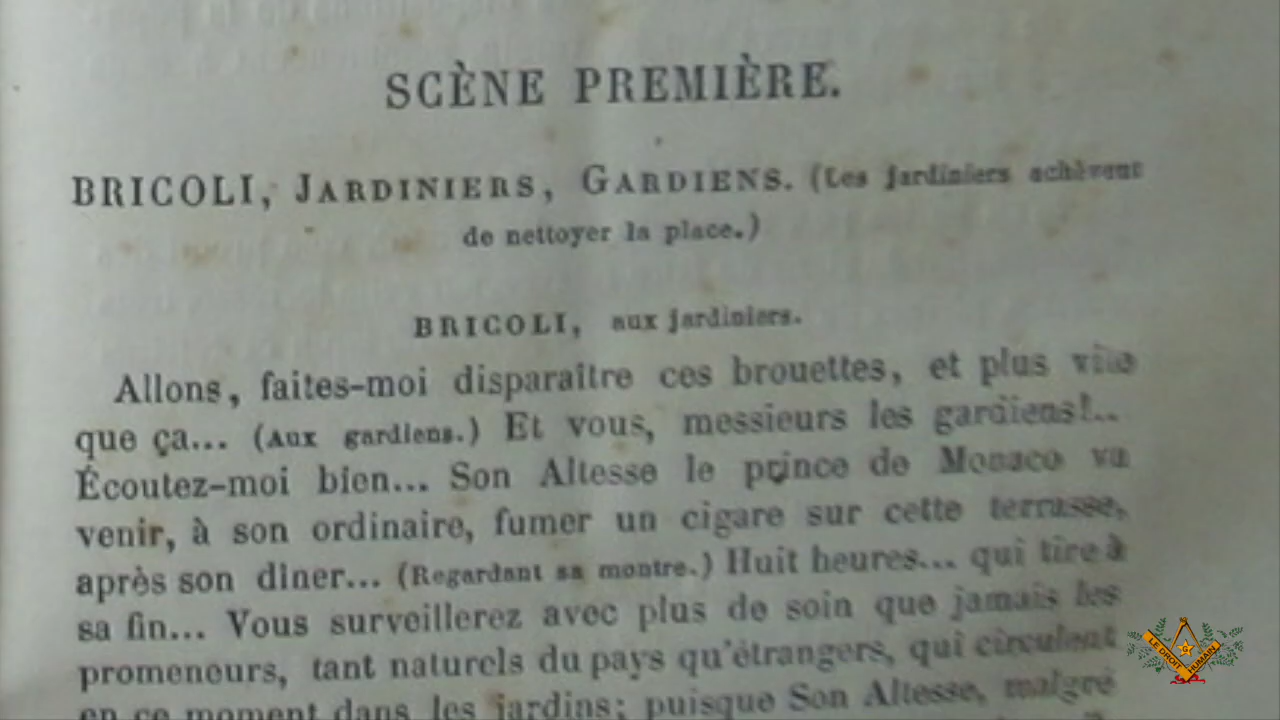 SCÈNE PREMIÈRE.
BRICOLI, JARDINIERS, GARDIENS. (Les jardiniers achèvent
de nettoyer la place.)
BRICOLI, aux jardiniers.
Allons, faites-moi disparaître ces brouettes, et plus vite
que ça... (Aux gardiens.) Et vous, messieurs les gardiens!..
Écoutez-moi bien... Son Altesse le prince de Monaco va
venir, à son ordinaire, fumer un cigare sur cette terrasse,
après son dîner... (Regardant sa montre.) Huit heures... qui tire à
sa fin... Vous surveillerez avec plus de soin que jamais les
promeneurs, tant naturels du pays qu'étrangers, qui circulent
en ce moment dans les jardins; puisque Son Altesse, malgré
LE DROIT HUMAIN